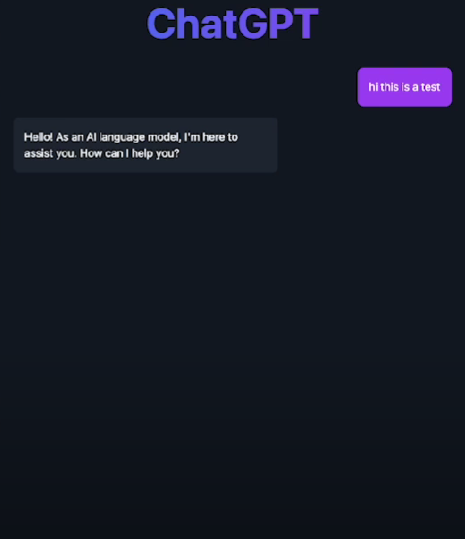 ChatGPT
hi this is a test
Hello! As an AI language model, I'm here to
assist you. How can I help you?